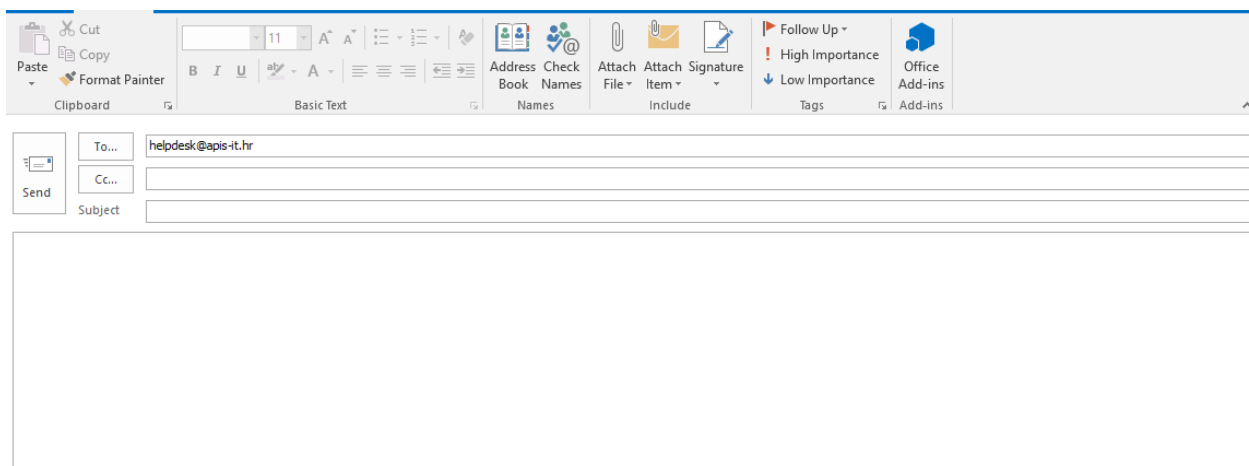 Cut
Copy
Paste
Format Painter
Clipboard
11
B I U
A
Basic Text
Address Book
Check Names
Names
Attach File
Attach Item
Signature
Include
Follow Up
High Importance
Low Importance
Tags
Office Add-ins
Add-ins
Send
To...
helpdesk@apis-it.hr
Cc...
Subject